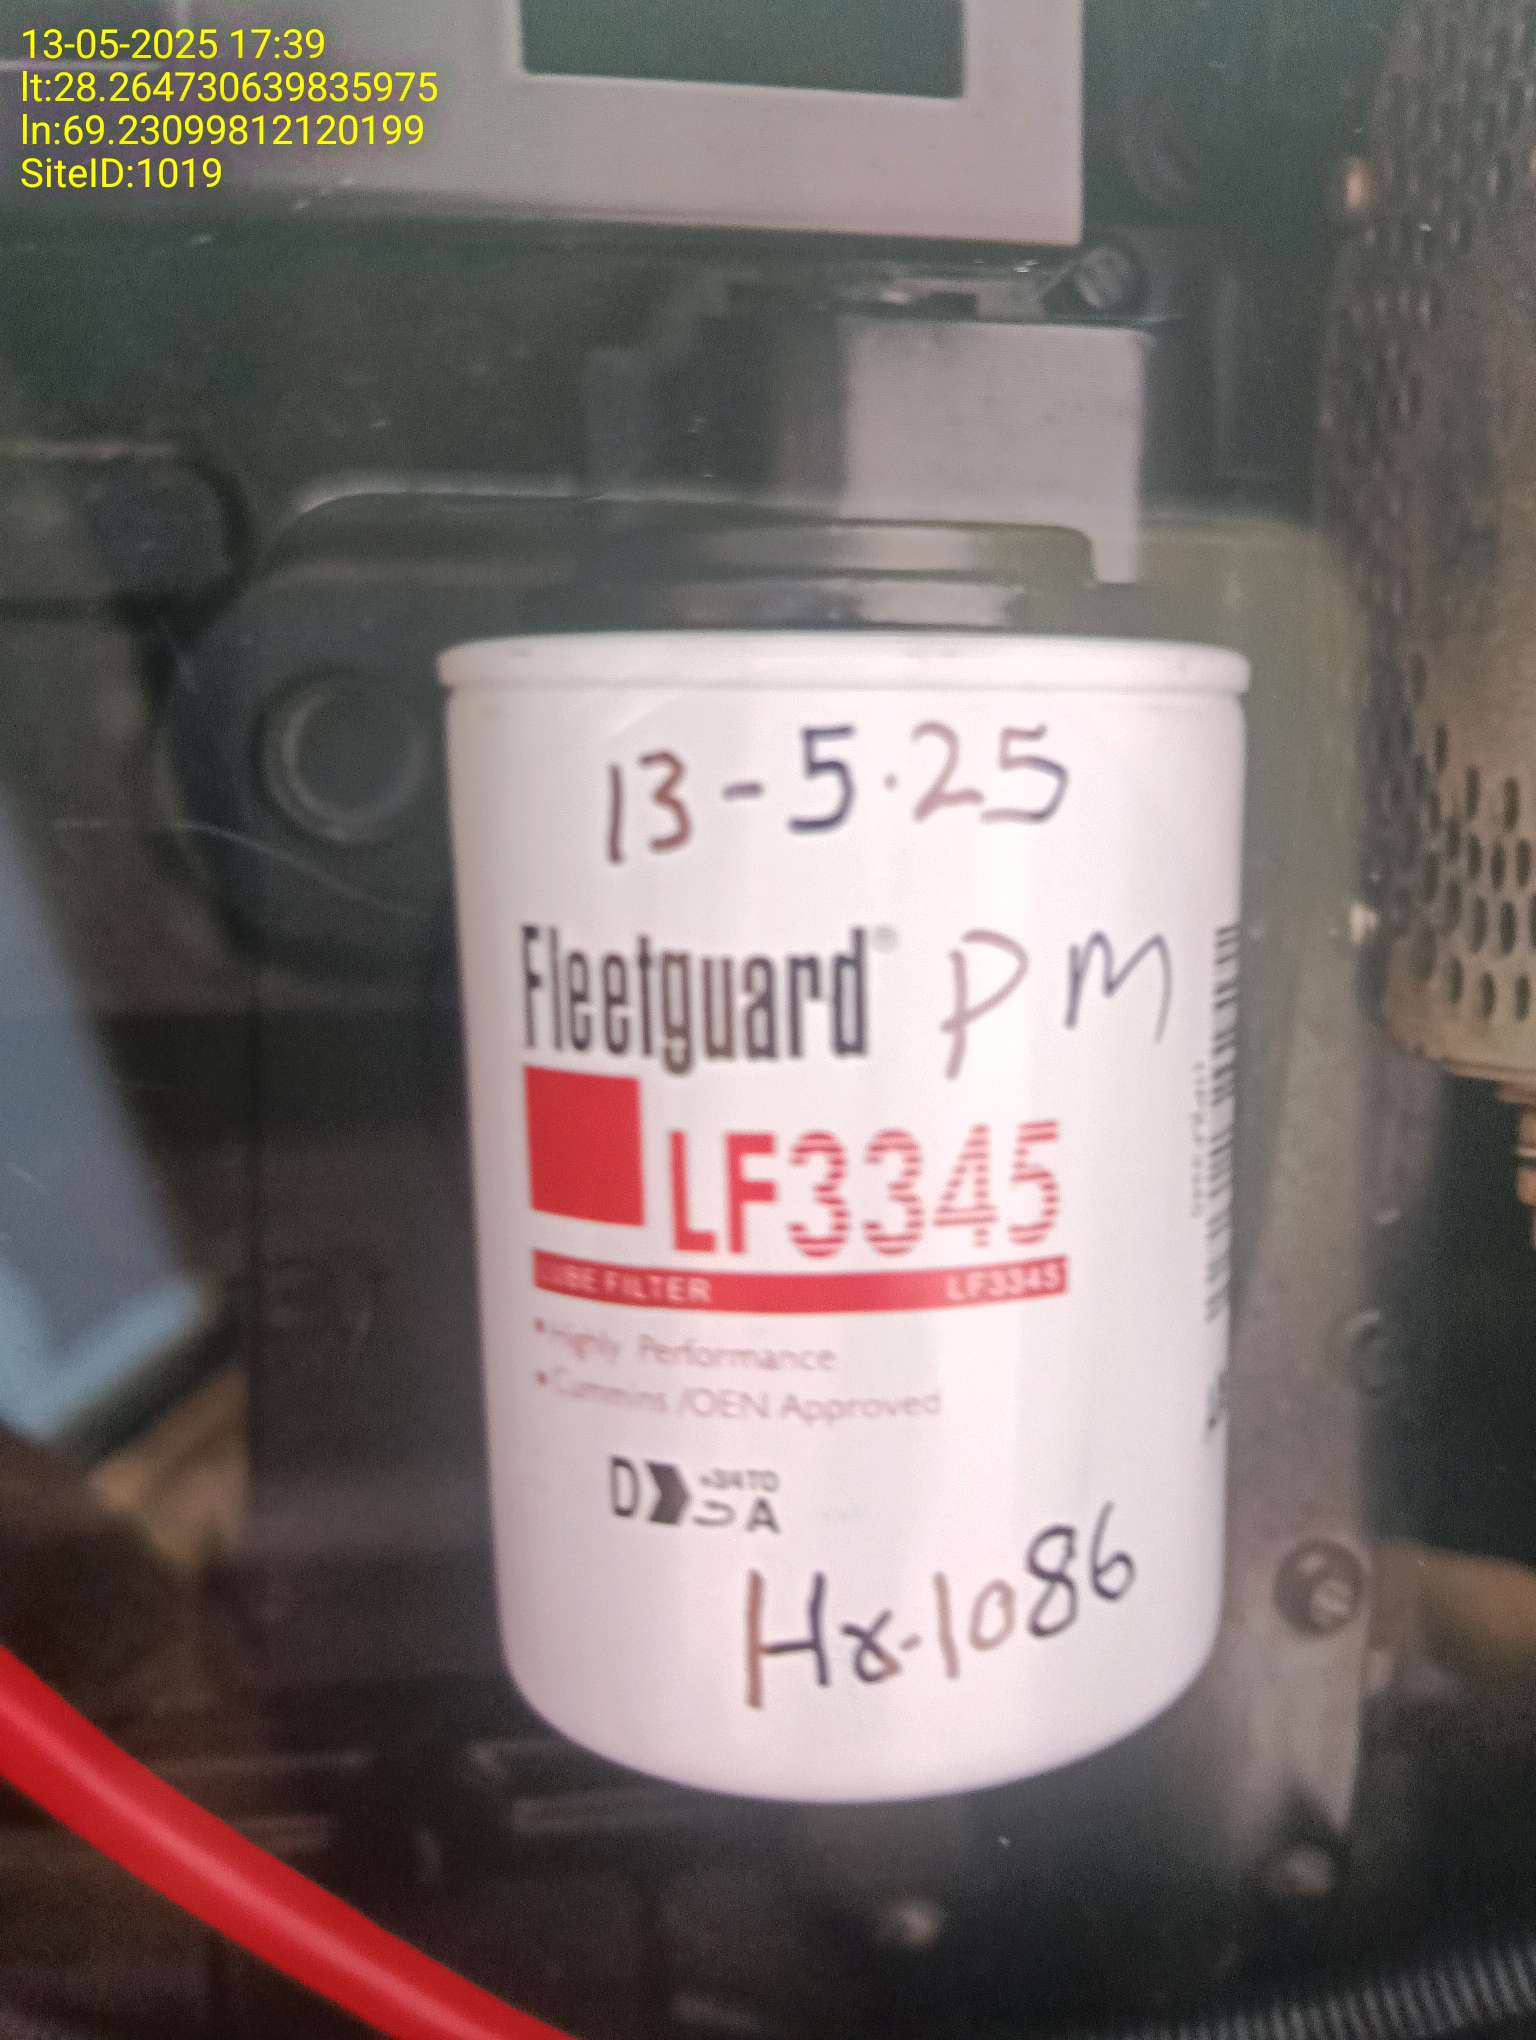 13-05-2025 17:39
lt:28.264730639835975
ln:69.23099812120199
SiteID:1019
13-5.25
Fleetguard® PM
LF3345
LUBE FILTER LF3345
•Highly Performance
•Cummins /OEN Approved
Hr.1086